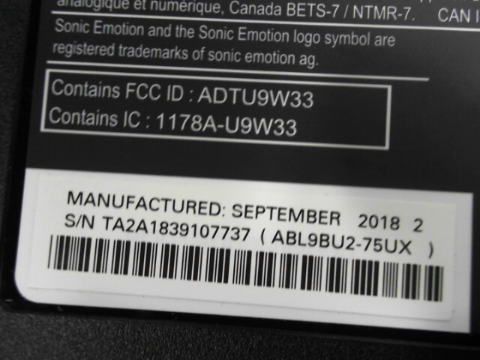 analogique et numérique, Canada BETS-7 / NTMR-7. CAN I
Sonic Emotion and the Sonic Emotion logo symbol are
registered trademarks of sonic emotion ag.
Contains FCC ID : ADTU9W33
Contains IC : 1178A-U9W33
MANUFACTURED: SEPTEMBER 2018 2
S/N TA2A1839107737 ( ABL9BU2-75UX )